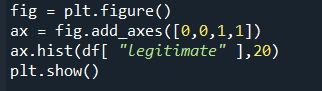 fig = plt.figure()
ax = fig.add_axes([0,0,1,1])
ax.hist(df[ "legitimate" ],20)
plt.show()